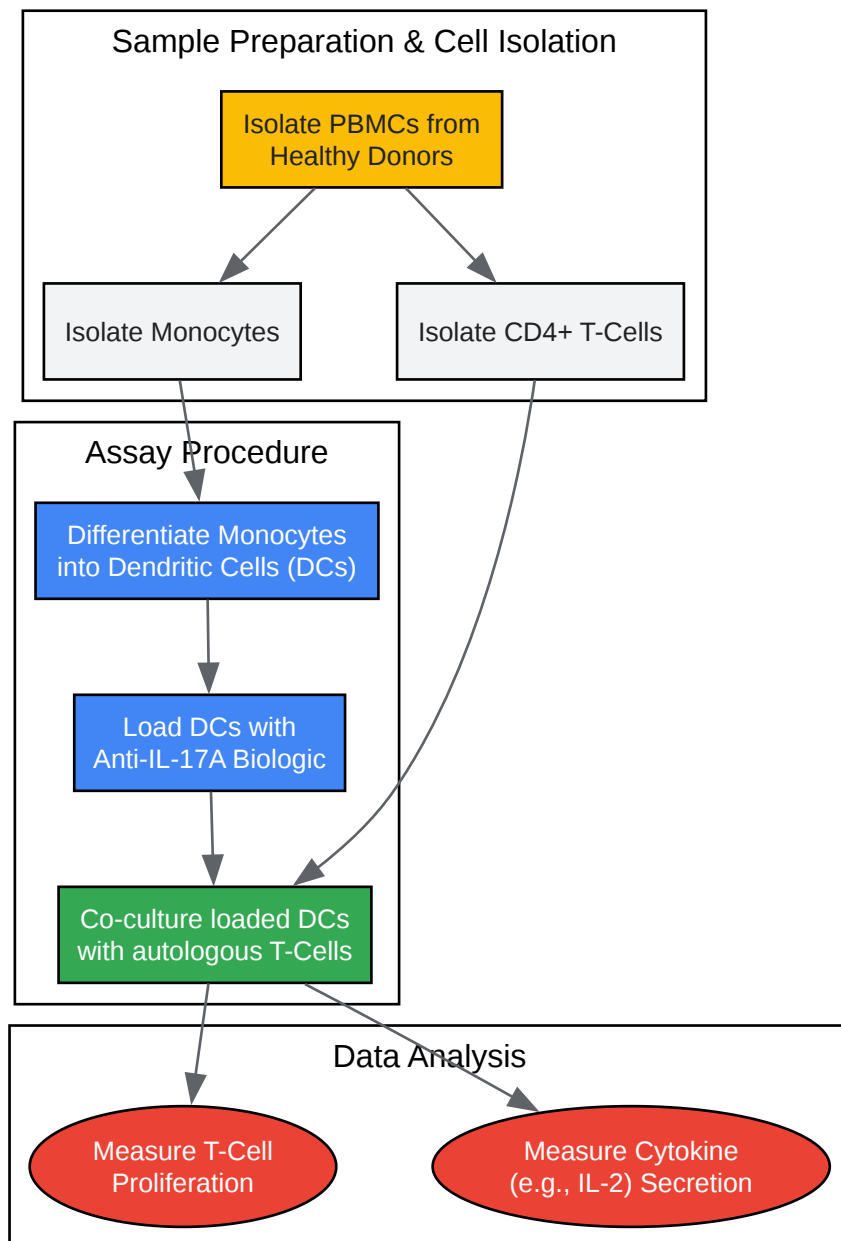 Sample Preparation & Cell Isolation
Isolate PBMCs from
Healthy Donors
Isolate Monocytes
Isolate CD4+ T-Cells
Assay Procedure
Differentiate Monocytes
into Dendritic Cells (DCs)
Load DCs with
Anti-IL-17A Biologic
Co-culture loaded DCs
with autologous T-Cells
Data Analysis
Measure T-Cell
Proliferation
Measure Cytokine
(e.g., IL-2) Secretion